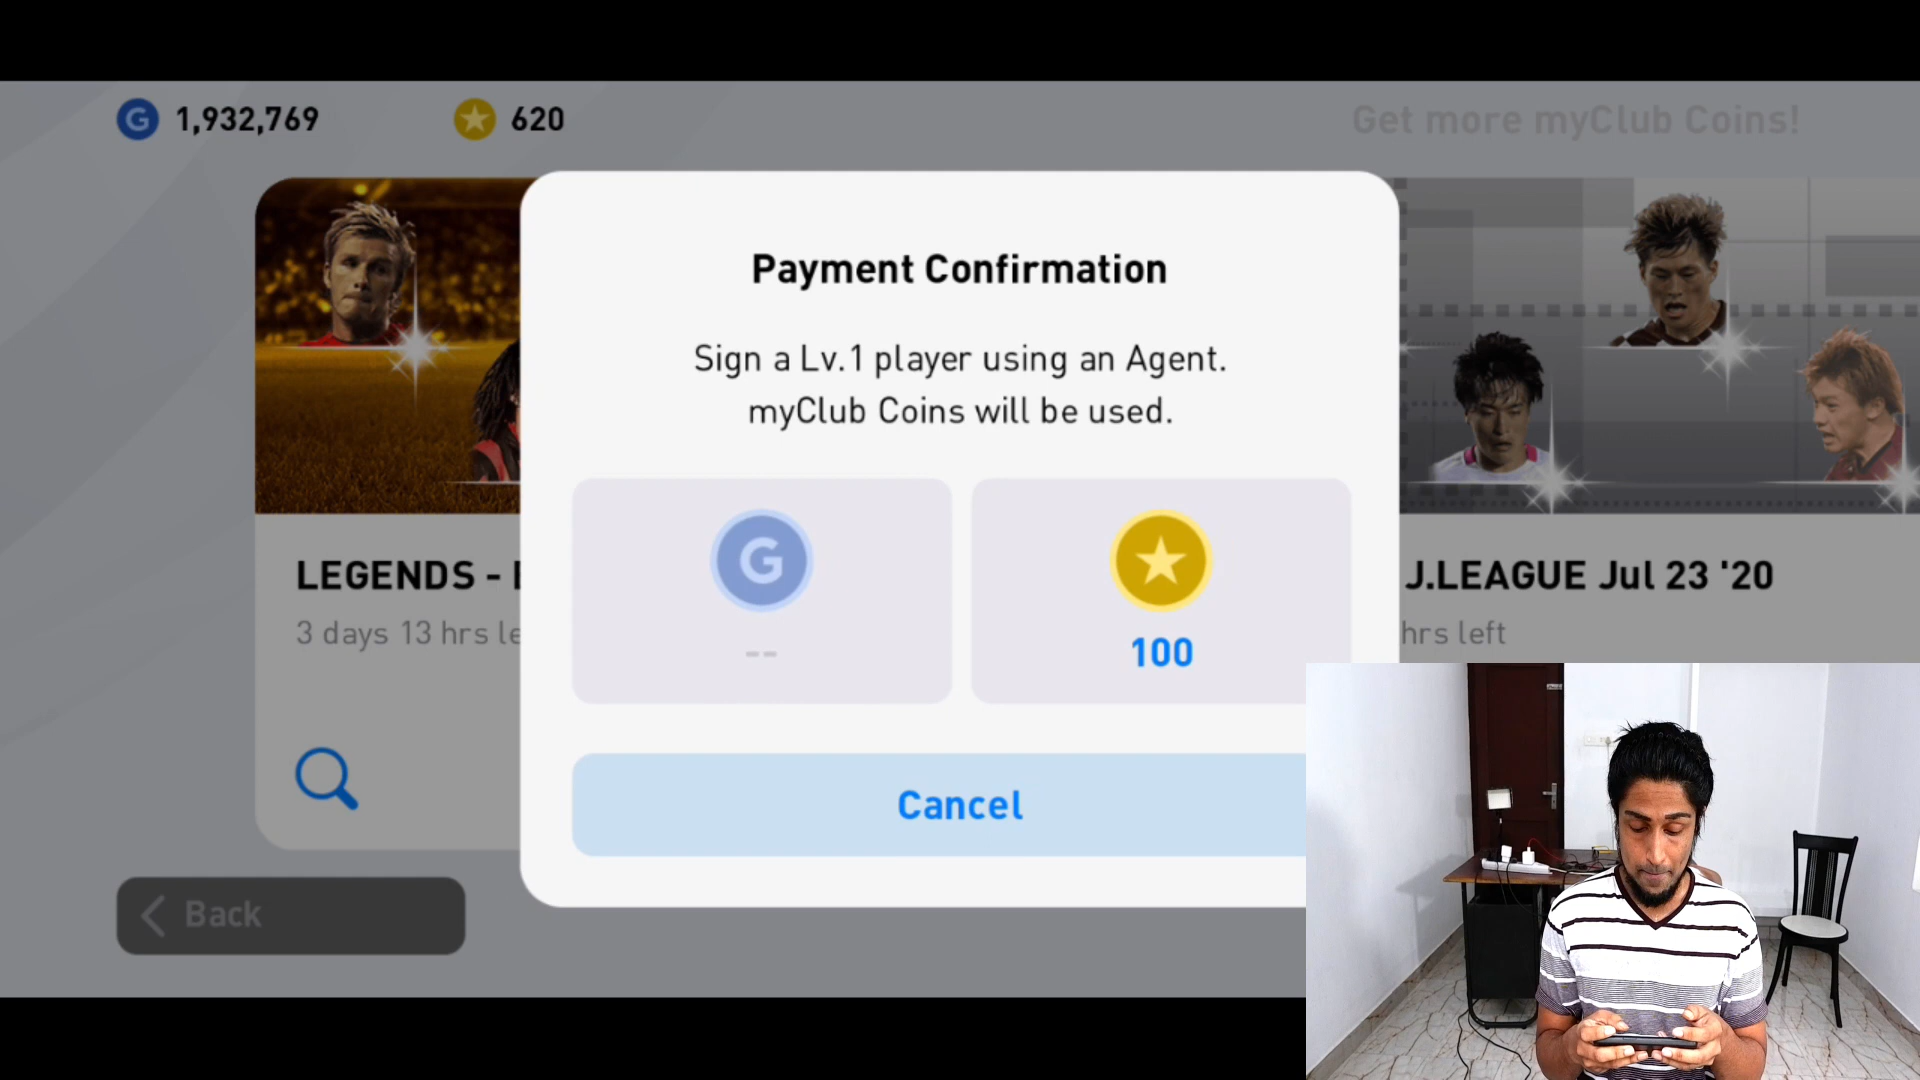 G 1,932,769
620
Get more myClub Coins!
Payment Confirmation
Sign a Lv.1 player using an Agent.
myClub Coins will be used.
G
--
100
LEGENDS -
3 days 13 hrs le
J.LEAGUE Jul 23 '20
hrs left
Cancel
Back